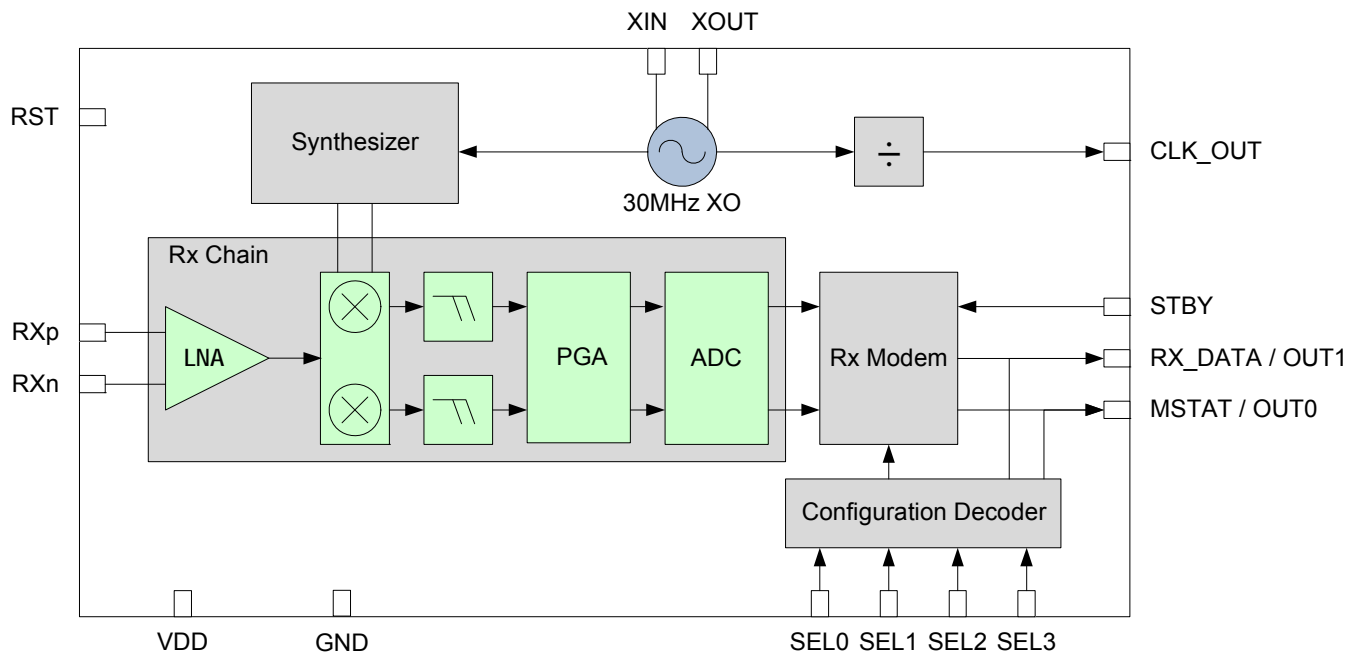 XIN XOUT
RST
Synthesizer
÷
CLK_OUT
30MHz XO
Rx Chain
RXp
RXn
LNA
PGA
ADC
Rx Modem
STBY
RX_DATA / OUT1
MSTAT / OUT0
Configuration Decoder
VDD
GND
SEL0 SEL1 SEL2 SEL3